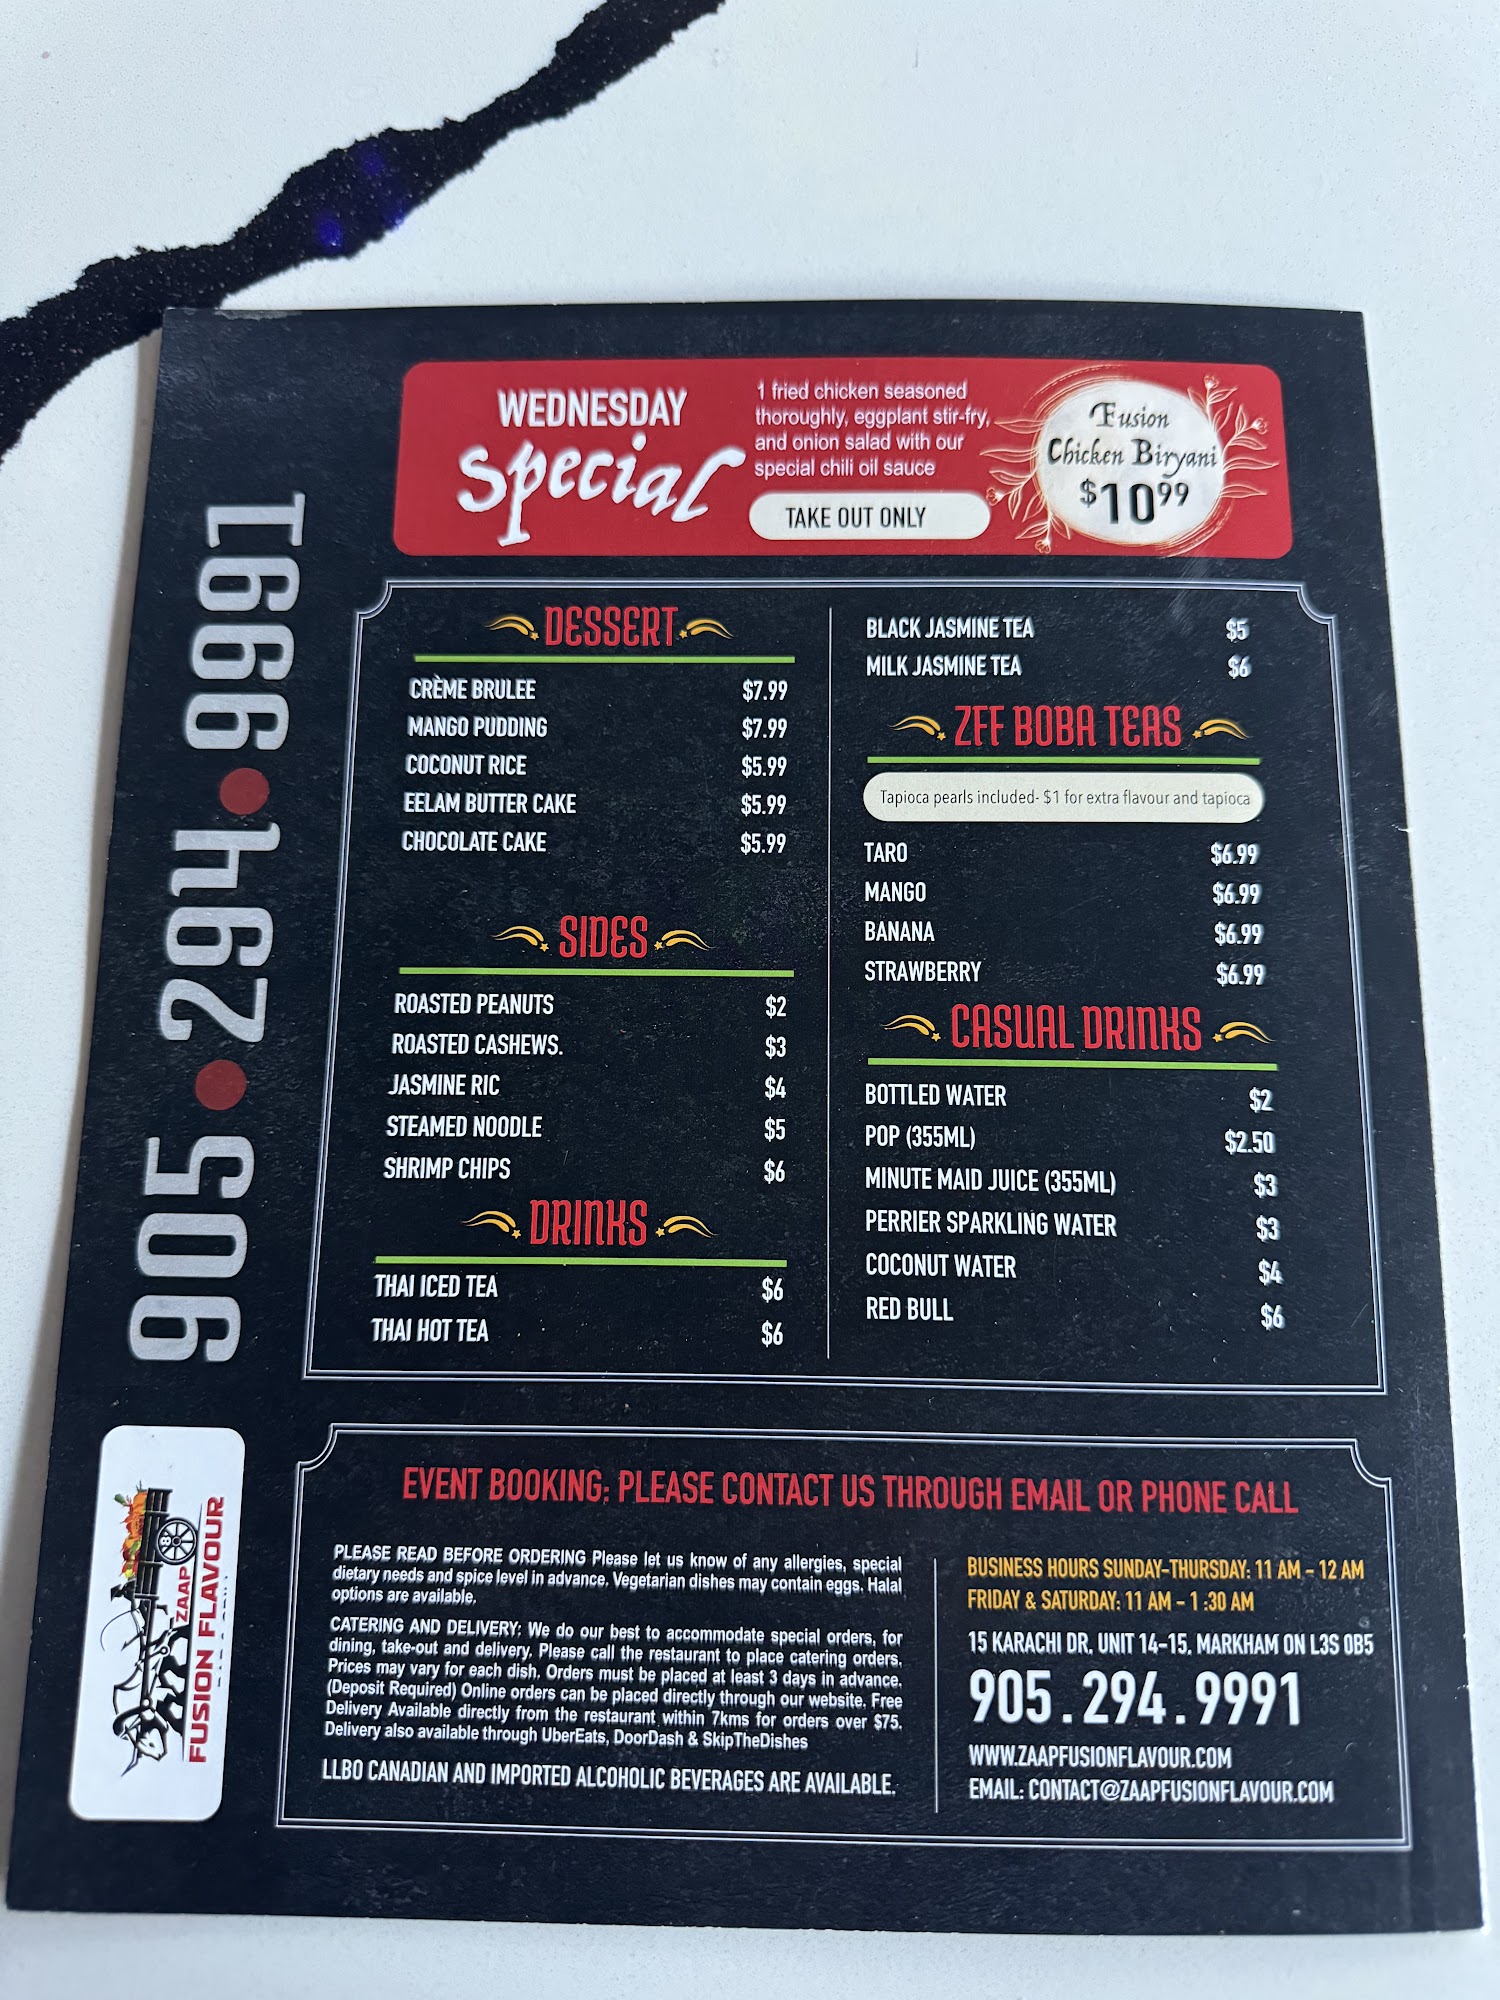 WEDNESDAY
special
1 fried chicken seasoned
thoroughly, eggplant stir-fry,
and onion salad with our
special chili oil sauce
TAKE OUT ONLY
Fusion
Chicken Biryani
$10.99
905•294•9991
DESSERT
CRÈME BRULEE $7.99
MANGO PUDDING $7.99
COCONUT RICE $5.99
EELAM BUTTER CAKE $5.99
CHOCOLATE CAKE $5.99
SIDES
ROASTED PEANUTS $2
ROASTED CASHEWS. $3
JASMINE RIC $4
STEAMED NOODLE $5
SHRIMP CHIPS $6
DRINKS
THAI ICED TEA $6
THAI HOT TEA $6
BLACK JASMINE TEA $5
MILK JASMINE TEA $6
ZFF BOBA TEAS
Tapioca pearls included- $1 for extra flavour and tapioca
TARO $6.99
MANGO $6.99
BANANA $6.99
STRAWBERRY $6.99
CASUAL DRINKS
BOTTLED WATER $2
POP (355ML) $2.50
MINUTE MAID JUICE (355ML) $3
PERRIER SPARKLING WATER $3
COCONUT WATER $4
RED BULL $6
ZAAP
FUSION FLAVOUR
EVENT BOOKING: PLEASE CONTACT US THROUGH EMAIL OR PHONE CALL
PLEASE READ BEFORE ORDERING Please let us know of any allergies, special
dietary needs and spice level in advance. Vegetarian dishes may contain eggs. Halal
options are available.
CATERING AND DELIVERY: We do our best to accommodate special orders, for
dining, take-out and delivery. Please call the restaurant to place catering orders.
Prices may vary for each dish. Orders must be placed at least 3 days in advance.
(Deposit Required) Online orders can be placed directly through our website. Free
Delivery Available directly from the restaurant within 7kms for orders over $75.
Delivery also available through UberEats, DoorDash & SkipTheDishes
LLBO CANADIAN AND IMPORTED ALCOHOLIC BEVERAGES ARE AVAILABLE.
BUSINESS HOURS SUNDAY-THURSDAY: 11 AM - 12 AM
FRIDAY & SATURDAY: 11 AM - 1 :30 AM
15 KARACHI DR, UNIT 14-15, MARKHAM ON L3S 0B5
905.294.9991
WWW.ZAAPFUSIONFLAVOUR.COM
EMAIL: CONTACT@ZAAPFUSIONFLAVOUR.COM